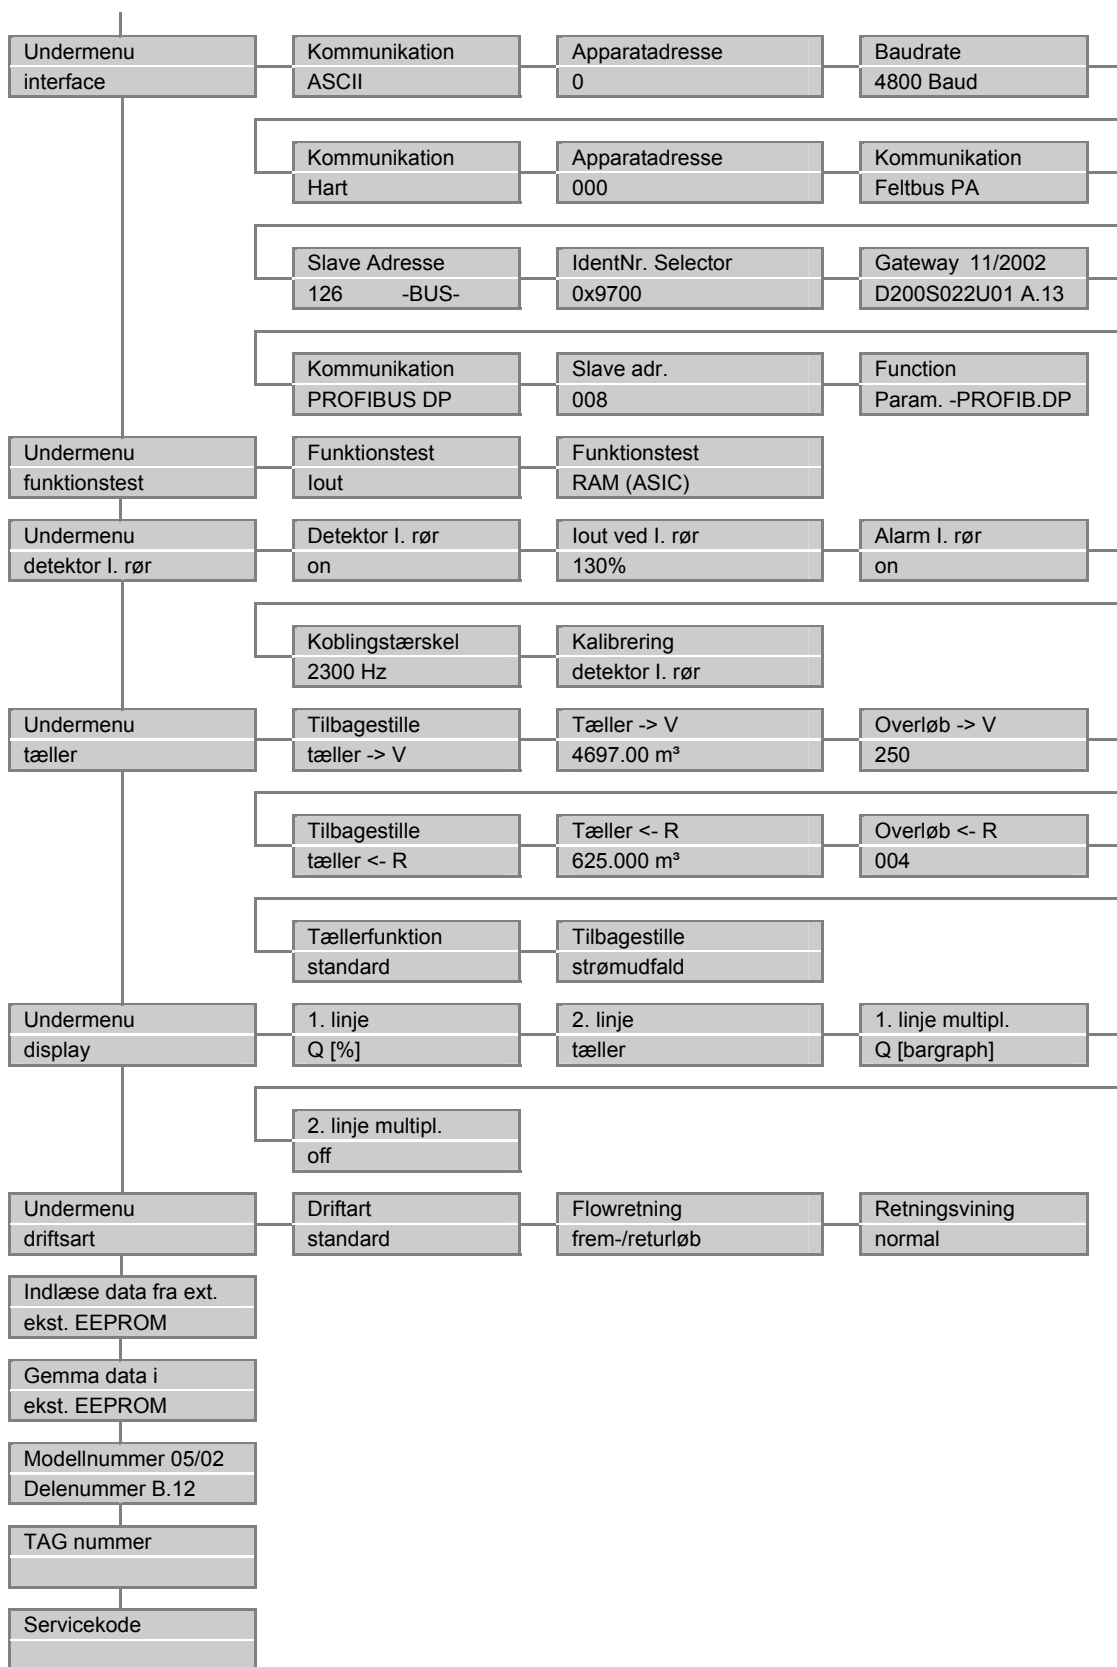 Undermenu
interface
Kommunikation
ASCII
Apparatadresse
0
Baudrate
4800 Baud
Kommunikation
Hart
Apparatadresse
000
Kommunikation
Feltbus PA
Slave Adresse
126 -BUS-
IdentNr. Selector
0x9700
Gateway 11/2002
D200S022U01 A.13
Kommunikation
PROFIBUS DP
Slave adr.
008
Function
Param. -PROFIB.DP
Undermenu
funktionstest
Funktionstest
Iout
Funktionstest
RAM (ASIC)
Undermenu
detektor I. rør
Detektor I. rør
on
Iout ved I. rør
130%
Alarm I. rør
on
Koblingstærskel
2300 Hz
Kalibrering
detektor I. rør
Undermenu
tæller
Tilbagestille
tæller -> V
Tæller -> V
4697.00 m³
Overløb -> V
250
Tilbagestille
tæller <- R
Tæller <- R
625.000 m³
Overløb <- R
004
Tællerfunktion
standard
Tilbagestille
strømudfald
Undermenu
display
1. linje
Q [%]
2. linje
tæller
1. linje multipl.
Q [bargraph]
2. linje multipl.
off
Undermenu
driftsart
Driftart
standard
Flowretning
frem-/returløb
Retningsvining
normal
Indlæse data fra ext.
ekst. EEPROM
Gemma data i
ekst. EEPROM
Modellnummer 05/02
Delenummer B.12
TAG nummer
Servicekode